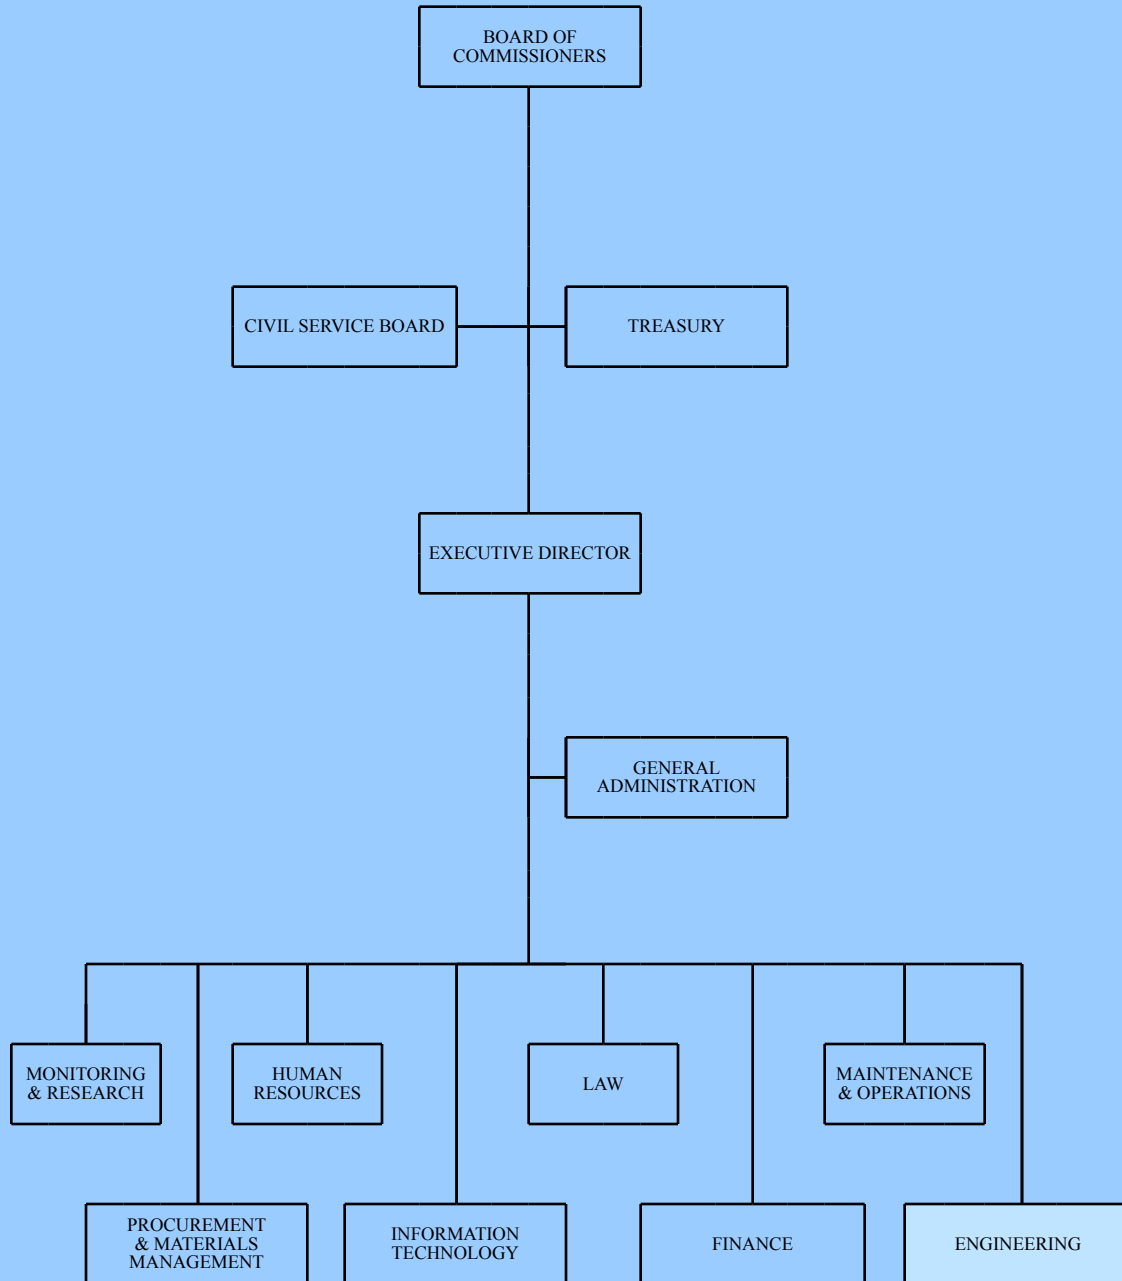 BOARD OF
COMMISSIONERS
CIVIL SERVICE BOARD
TREASURY
EXECUTIVE DIRECTOR
GENERAL
ADMINISTRATION
MONITORING
& RESEARCH
HUMAN
RESOURCES
LAW
MAINTENANCE
& OPERATIONS
PROCUREMENT
& MATERIALS
MANAGEMENT
INFORMATION
TECHNOLOGY
FINANCE
ENGINEERING